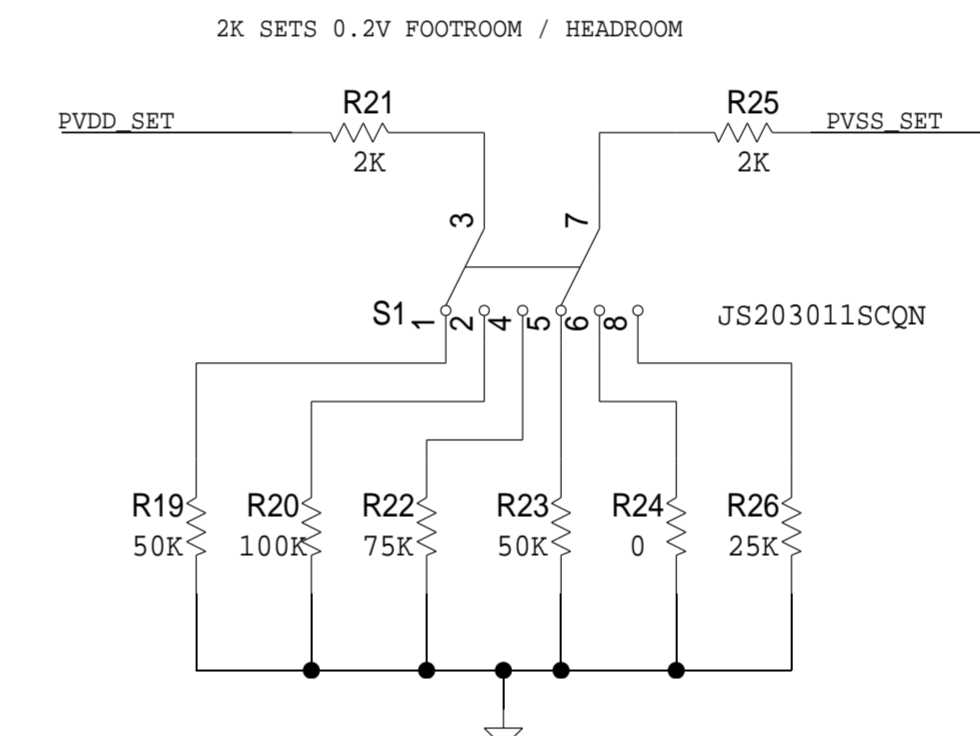 2K SETS 0.2V FOOTROOM / HEADROOM
R21
R25
PVDD_SET
PVSS_SET
2K
2K
3
7
S1
1
2
4
5
6
8
JS203011SCQN
R19
R20
R22
R23
R24
R26
50K
100K
75K
50K
0
25K